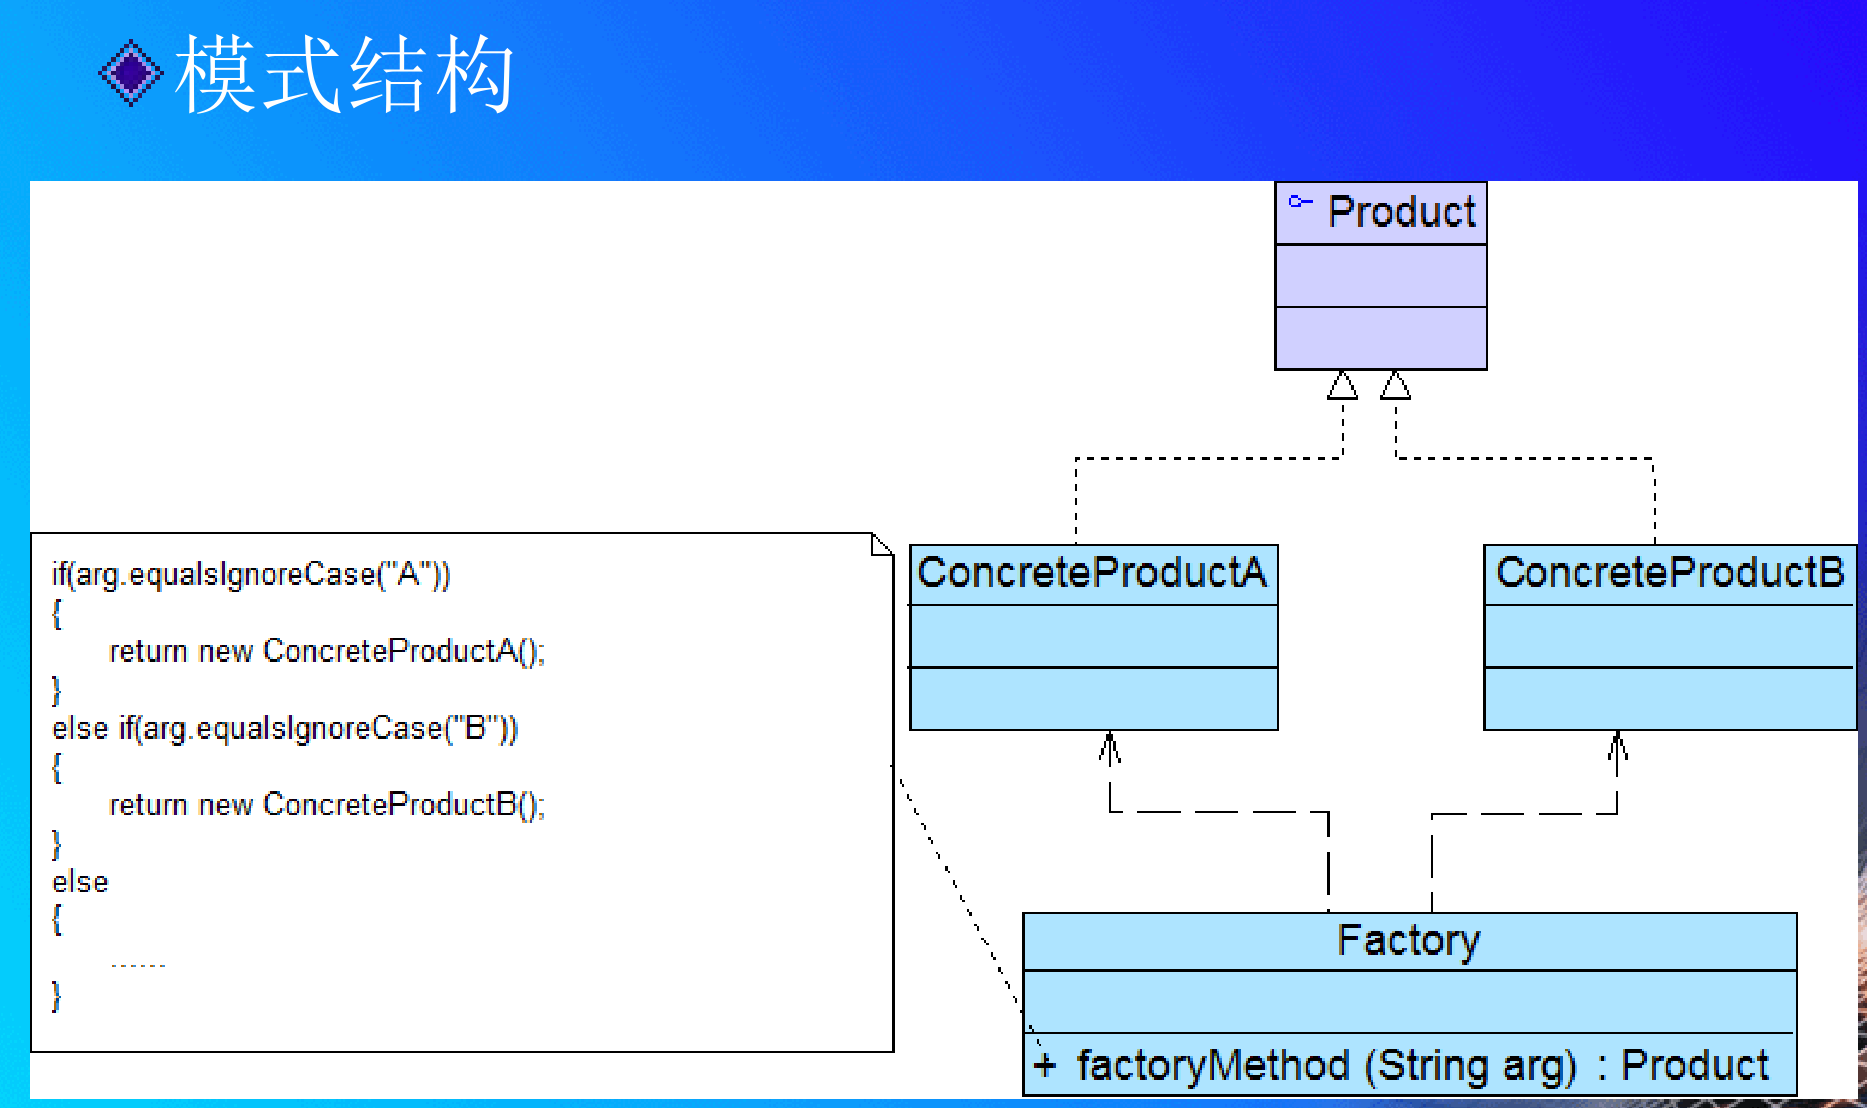 模式结构
Product
if(arg.equalsIgnoreCase("A"))
{
return new ConcreteProductA();
}
else if(arg.equalsIgnoreCase("B"))
{
return new ConcreteProductB();
}
else
{
......
}
ConcreteProductA
ConcreteProductB
Factory
+ factoryMethod (String arg) : Product